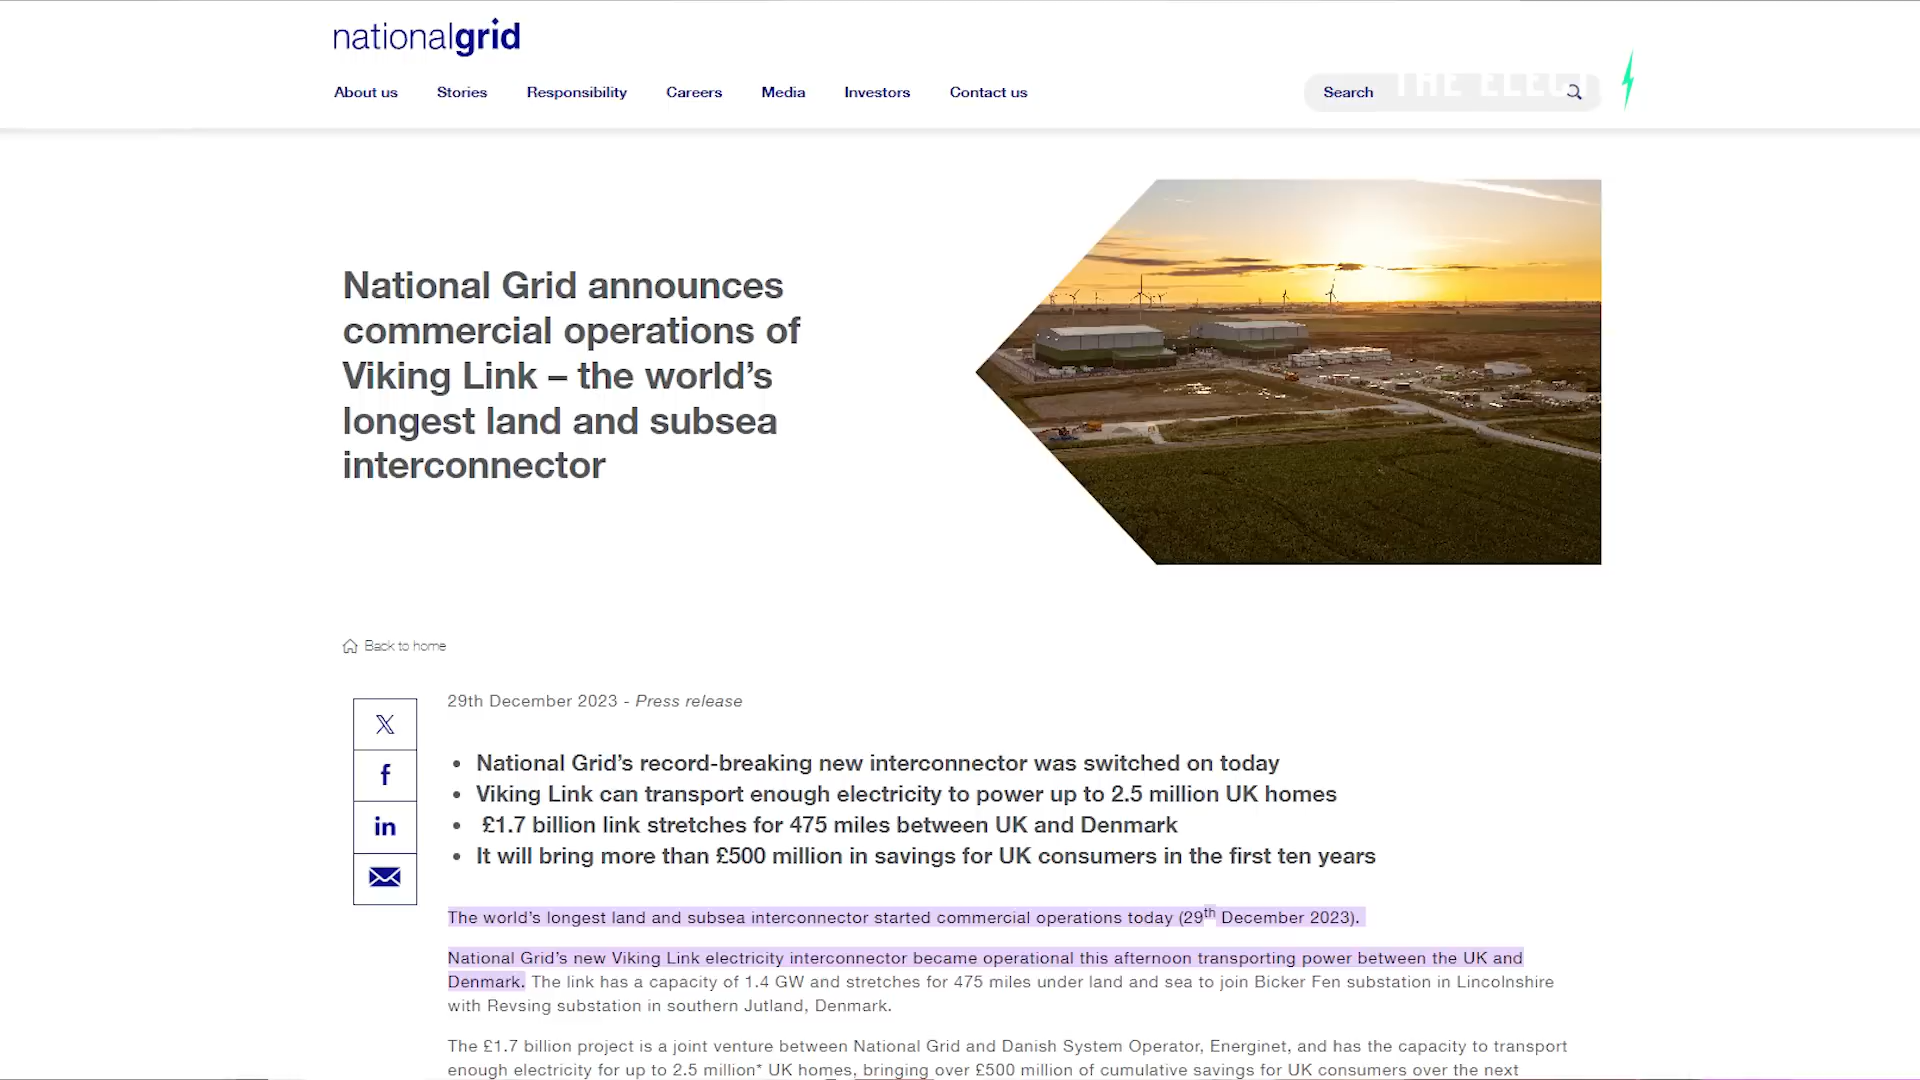 nationalgrid
About us Stories Responsibility Careers Media Investors Contact us Search THE ELECT
National Grid announces
commercial operations of
Viking Link – the world’s
longest land and subsea
interconnector
Back to home
29th December 2023 - Press release
• National Grid’s record-breaking new interconnector was switched on today
• Viking Link can transport enough electricity to power up to 2.5 million UK homes
• £1.7 billion link stretches for 475 miles between UK and Denmark
• It will bring more than £500 million in savings for UK consumers in the first ten years
The world’s longest land and subsea interconnector started commercial operations today (29th December 2023).
National Grid’s new Viking Link electricity interconnector became operational this afternoon transporting power between the UK and
Denmark. The link has a capacity of 1.4 GW and stretches for 475 miles under land and sea to join Bicker Fen substation in Lincolnshire
with Revsing substation in southern Jutland, Denmark.
The £1.7 billion project is a joint venture between National Grid and Danish System Operator, Energinet, and has the capacity to transport
enough electricity for up to 2.5 million* UK homes, bringing over £500 million of cumulative savings for UK consumers over the next